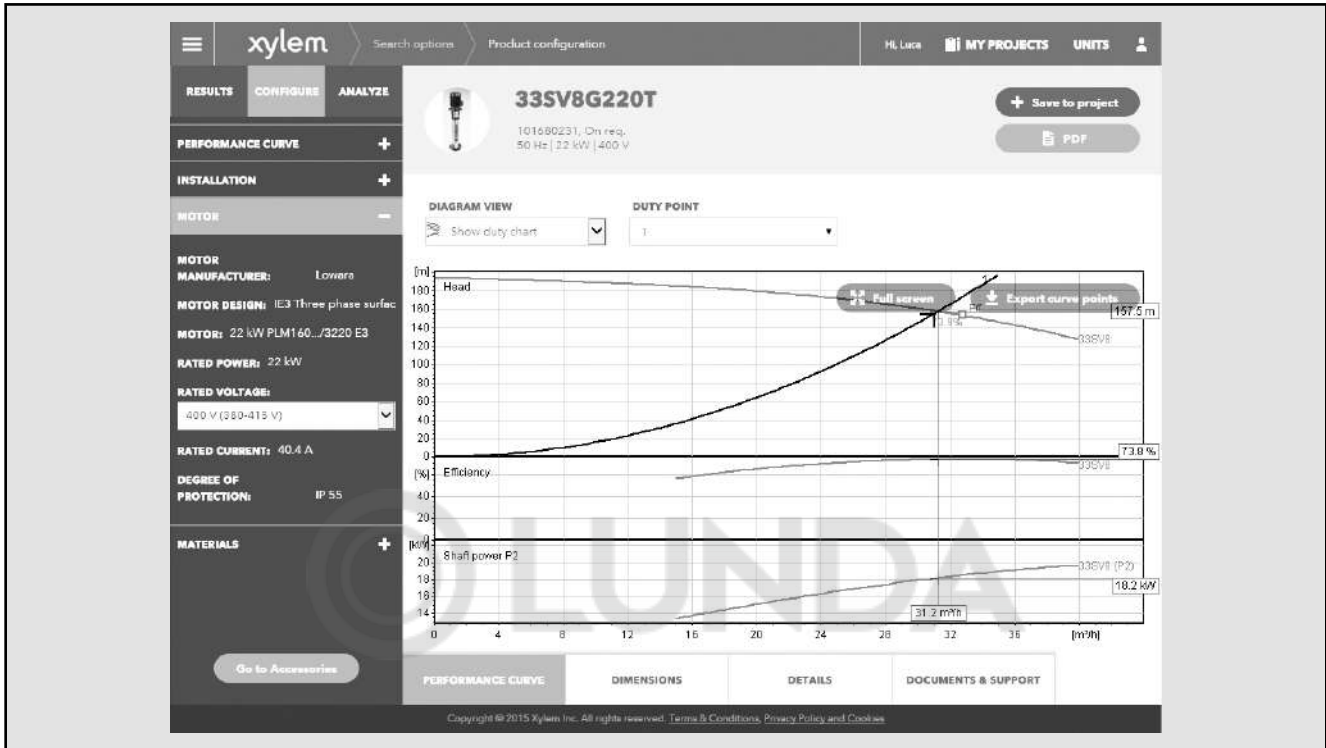 xylem
Search options
Product configuration
Hi, Luca
MY PROJECTS
UNITS
RESULTS
CONFIGURE
ANALYZE
PERFORMANCE CURVE +
INSTALLATION +
MOTOR −
MOTOR
MANUFACTURER: Lowara
MOTOR DESIGN: IE3 Three phase surfac
MOTOR: 22 kW PLM160.../3220 E3
RATED POWER: 22 kW
RATED VOLTAGE:
400 V (380-415 V)
RATED CURRENT: 40.4 A
DEGREE OF
PROTECTION: IP 55
MATERIALS +
Go to Accessories
33SV8G220T
101680231, On req.
50 Hz | 22 kW | 400 V
+ Save to project
PDF
DIAGRAM VIEW
Show duty chart
DUTY POINT
1
[m]
Head
180
160
140
120
100
80
60
40
20
0
1
Full screen
Export curve points
157.5 m
33SV8
73.8 %
[%]
Efficiency
33SV8
40
20
0
[kW]
Shaft power P2
20
18
16
14
33SV8 (P2)
18.2 kW
31.2 m³/h
0 4 8 12 16 20 24 28 32 36 [m³/h]
LUNDA
PERFORMANCE CURVE
DIMENSIONS
DETAILS
DOCUMENTS & SUPPORT
Copyright © 2015 Xylem Inc. All rights reserved. Terms & Conditions, Privacy Policy and Cookies